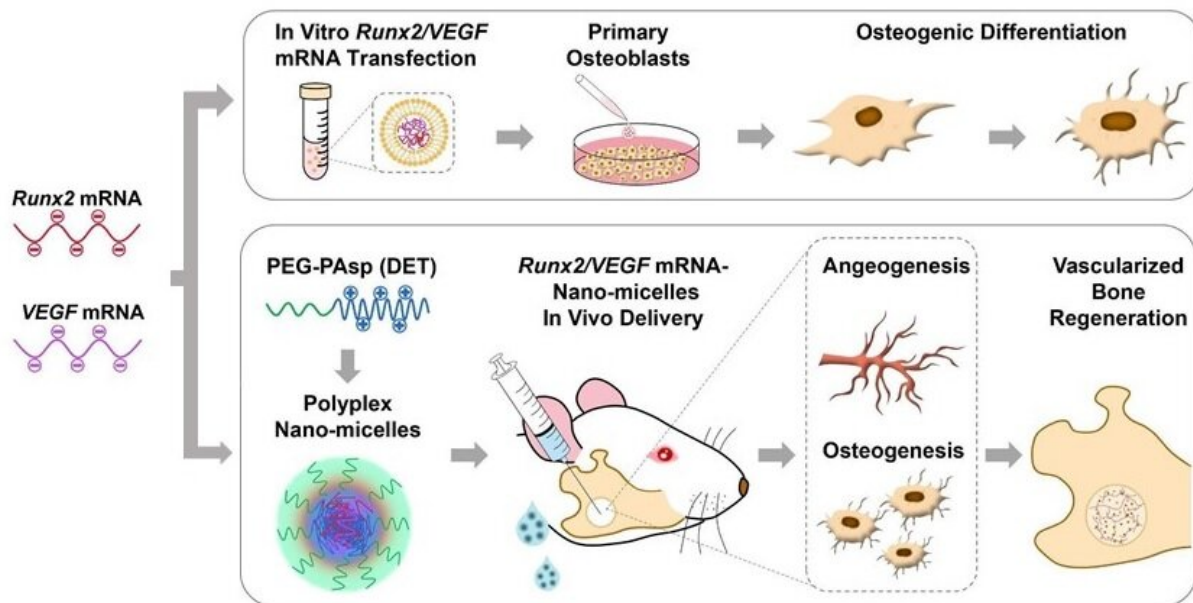 In Vitro Runx2/VEGF
mRNA Transfection
Primary
Osteoblasts
Osteogenic Differentiation
Runx2 mRNA
VEGF mRNA
PEG-PAsp (DET)
Polyplex
Nano-micelles
Runx2/VEGF mRNA-
Nano-micelles
In Vivo Delivery
Angeogenesis
Osteogenesis
Vascularized
Bone
Regeneration